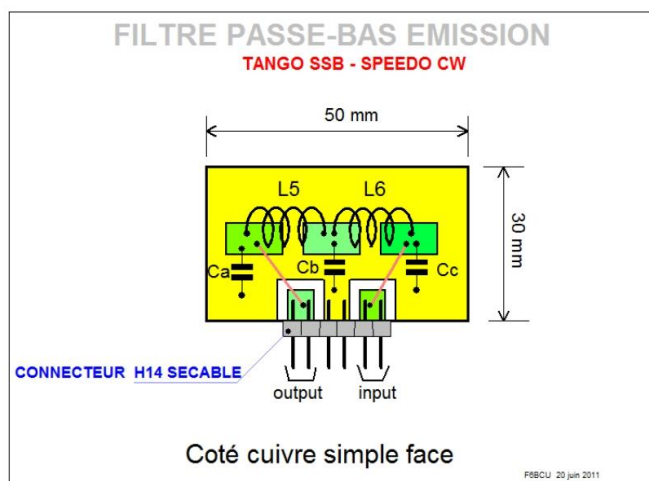 FILTRE PASSE-BAS EMISSION
TANGO SSB - SPEEDO CW
50 mm
L5 L6
30 mm
Ca Cb Cc
CONNECTEUR H14 SECABLE
output input
Coté cuivre simple face
F6BCU 20 juin 2011